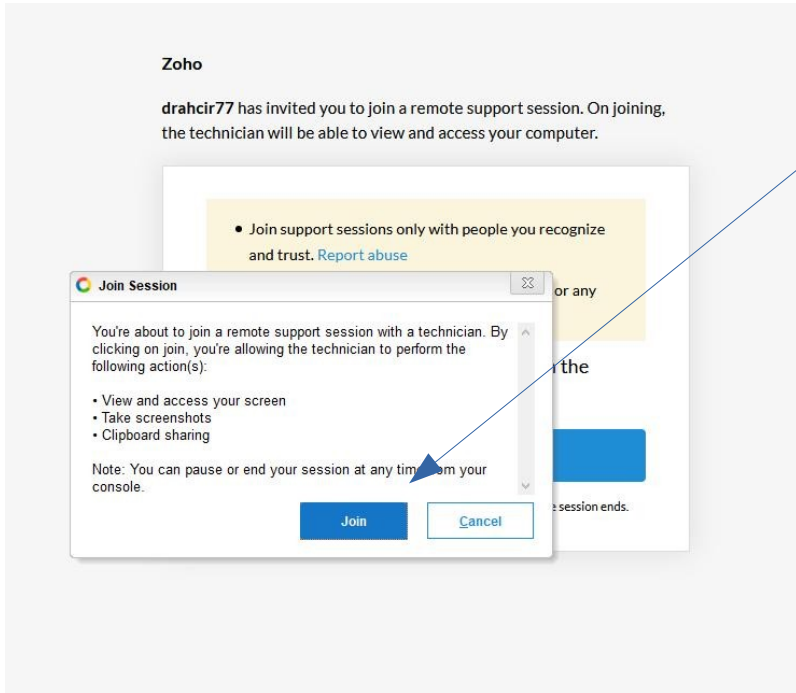 Zoho
drahcir77 has invited you to join a remote support session. On joining,
the technician will be able to view and access your computer.
• Join support sessions only with people you recognize
and trust. Report abuse
or any
the
session ends.
Join Session
You're about to join a remote support session with a technician. By
clicking on join, you're allowing the technician to perform the
following action(s):
• View and access your screen
• Take screenshots
• Clipboard sharing
Note: You can pause or end your session at any time from your
console.
Join
Cancel